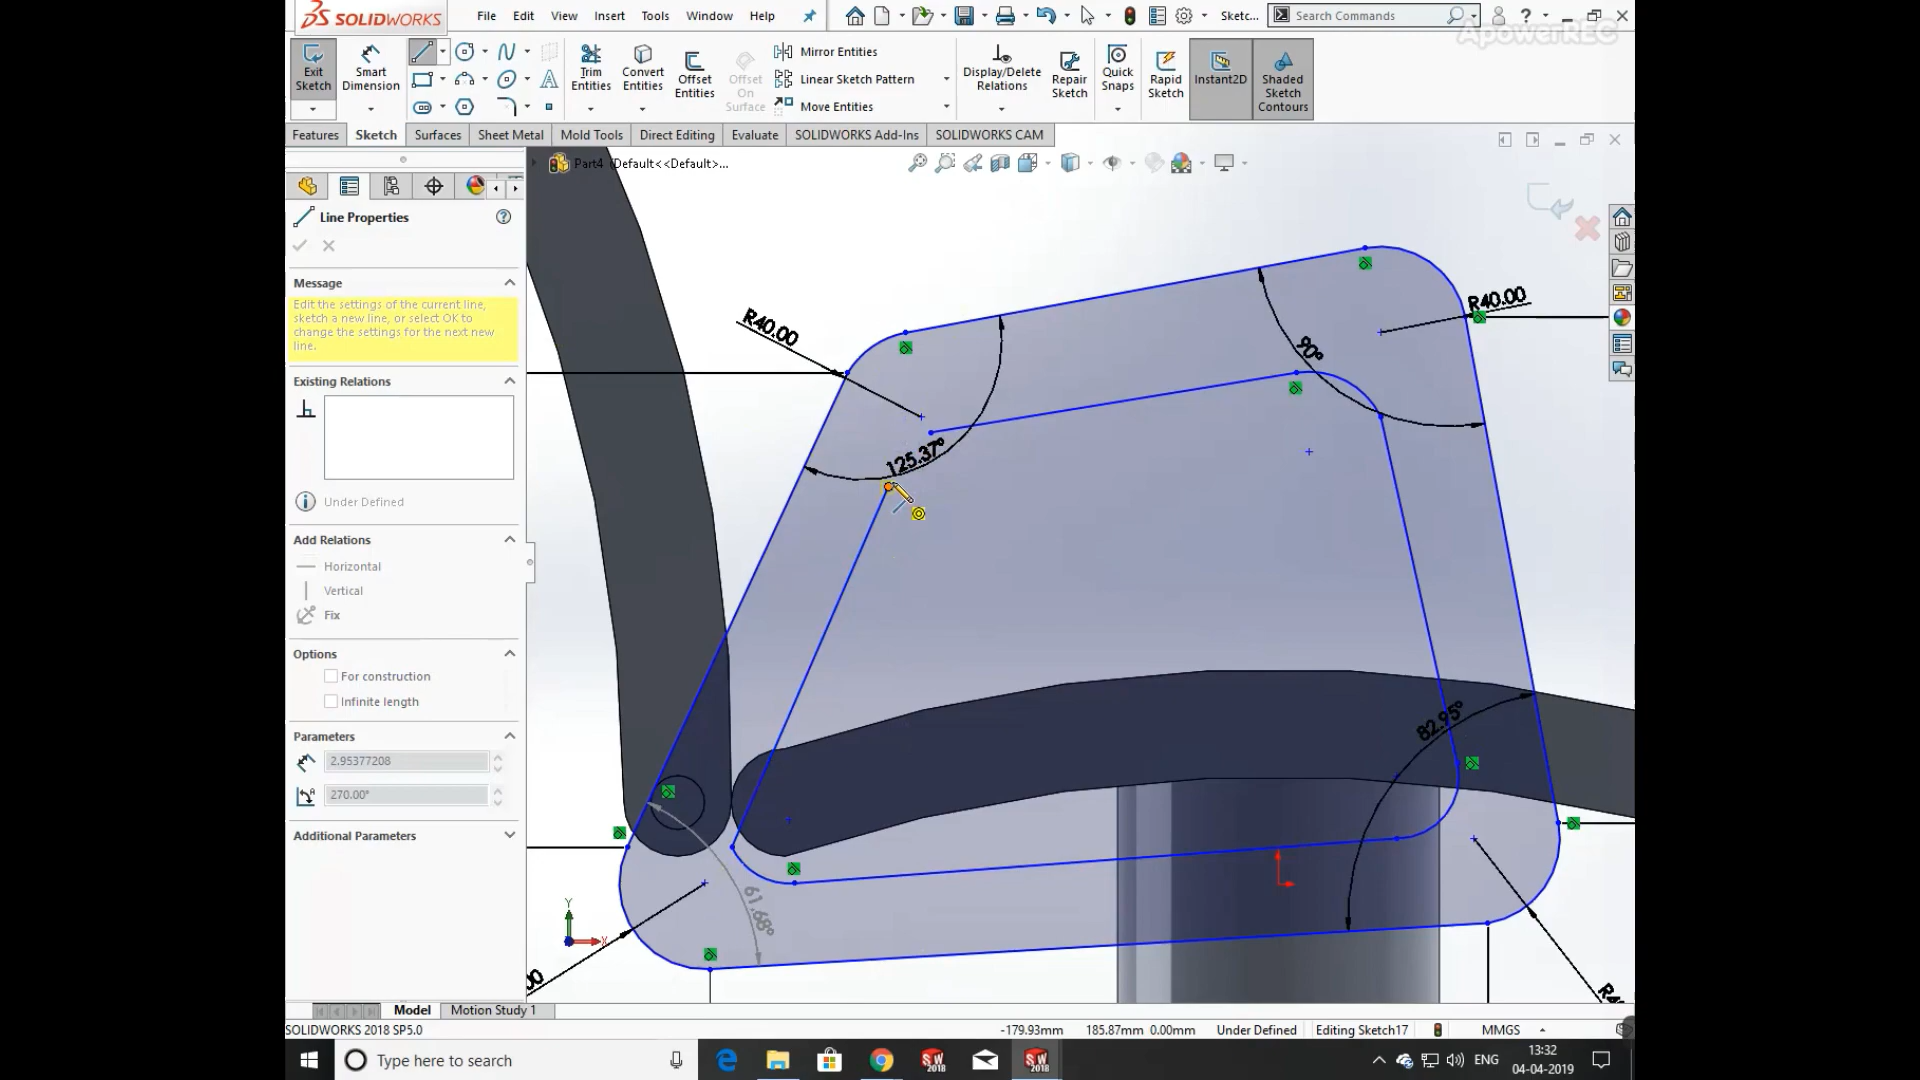 SOLIDWORKS File Edit View Insert Tools Window Help Sketc... Search Commands ?
ApowerREC
Exit Sketch
Smart Dimension
Trim Entities
Convert Entities
Offset Entities
Offset On Surface
Mirror Entities
Linear Sketch Pattern
Move Entities
Display/Delete Relations
Repair Sketch
Quick Snaps
Rapid Sketch
Instant2D
Shaded Sketch Contours
Features Sketch Surfaces Sheet Metal Mold Tools Direct Editing Evaluate SOLIDWORKS Add-Ins SOLIDWORKS CAM
Part4 (Default<<Default>...
Line Properties
Message
Edit the settings of the current line,
sketch a new line, or select OK to
change the settings for the next new
line.
Existing Relations
Under Defined
Add Relations
Horizontal
Vertical
Fix
Options
For construction
Infinite length
Parameters
2.95377208
270.00°
Additional Parameters
R40.00
R40.00
90°
125.37°
82.95°
61.68°
Y
X
Model Motion Study 1
SOLIDWORKS 2018 SP5.0 -179.93mm 185.87mm 0.00mm Under Defined Editing Sketch17 MMGS
Type here to search
SW 2018
SW 2018
ENG
13:32
04-04-2019